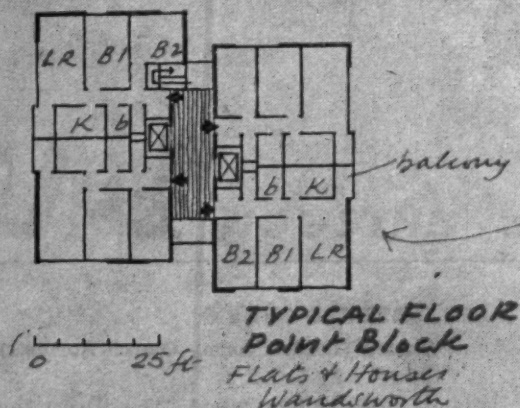 LR B1 B2
K b
balcony
b K
B2 B1 LR
TYPICAL FLOOR
Point Block
0 25 ft
Flats & Houses
Wandsworth